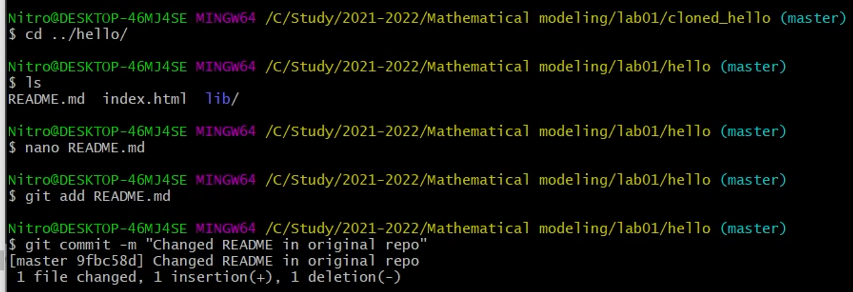 Nitro@DESKTOP-46MJ4SE MINGW64 /C/Study/2021-2022/Mathematical modeling/lab01/cloned_hello (master)
$ cd ../hello/
Nitro@DESKTOP-46MJ4SE MINGW64 /C/Study/2021-2022/Mathematical modeling/lab01/hello (master)
$ ls
README.md  index.html  lib/
Nitro@DESKTOP-46MJ4SE MINGW64 /C/Study/2021-2022/Mathematical modeling/lab01/hello (master)
$ nano README.md
Nitro@DESKTOP-46MJ4SE MINGW64 /C/Study/2021-2022/Mathematical modeling/lab01/hello (master)
$ git add README.md
Nitro@DESKTOP-46MJ4SE MINGW64 /C/Study/2021-2022/Mathematical modeling/lab01/hello (master)
$ git commit -m "Changed README in original repo"
[master 9fbc58d] Changed README in original repo
 1 file changed, 1 insertion(+), 1 deletion(-)